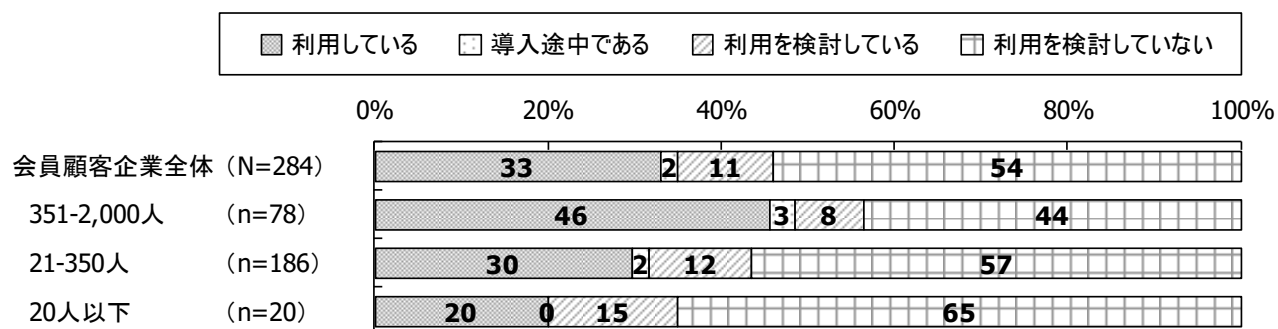 利用している 導入途中である 利用を検討している 利用を検討していない
0% 20% 40% 60% 80% 100%
会員顧客企業全体（N=284） 33 2 11 54
351-2,000人 （n=78） 46 3 8 44
21-350人 （n=186） 30 2 12 57
20人以下 （n=20） 20 0 15 65